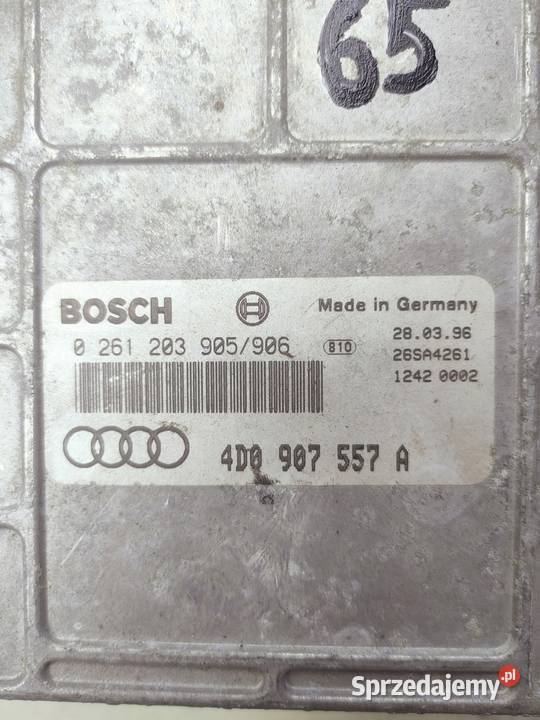 65
BOSCH
Made in Germany
0 261 203 905/906
B10
28.03.96
26SA4261
1242 0002
4D0 907 557 A
Sprzedajemy.pl